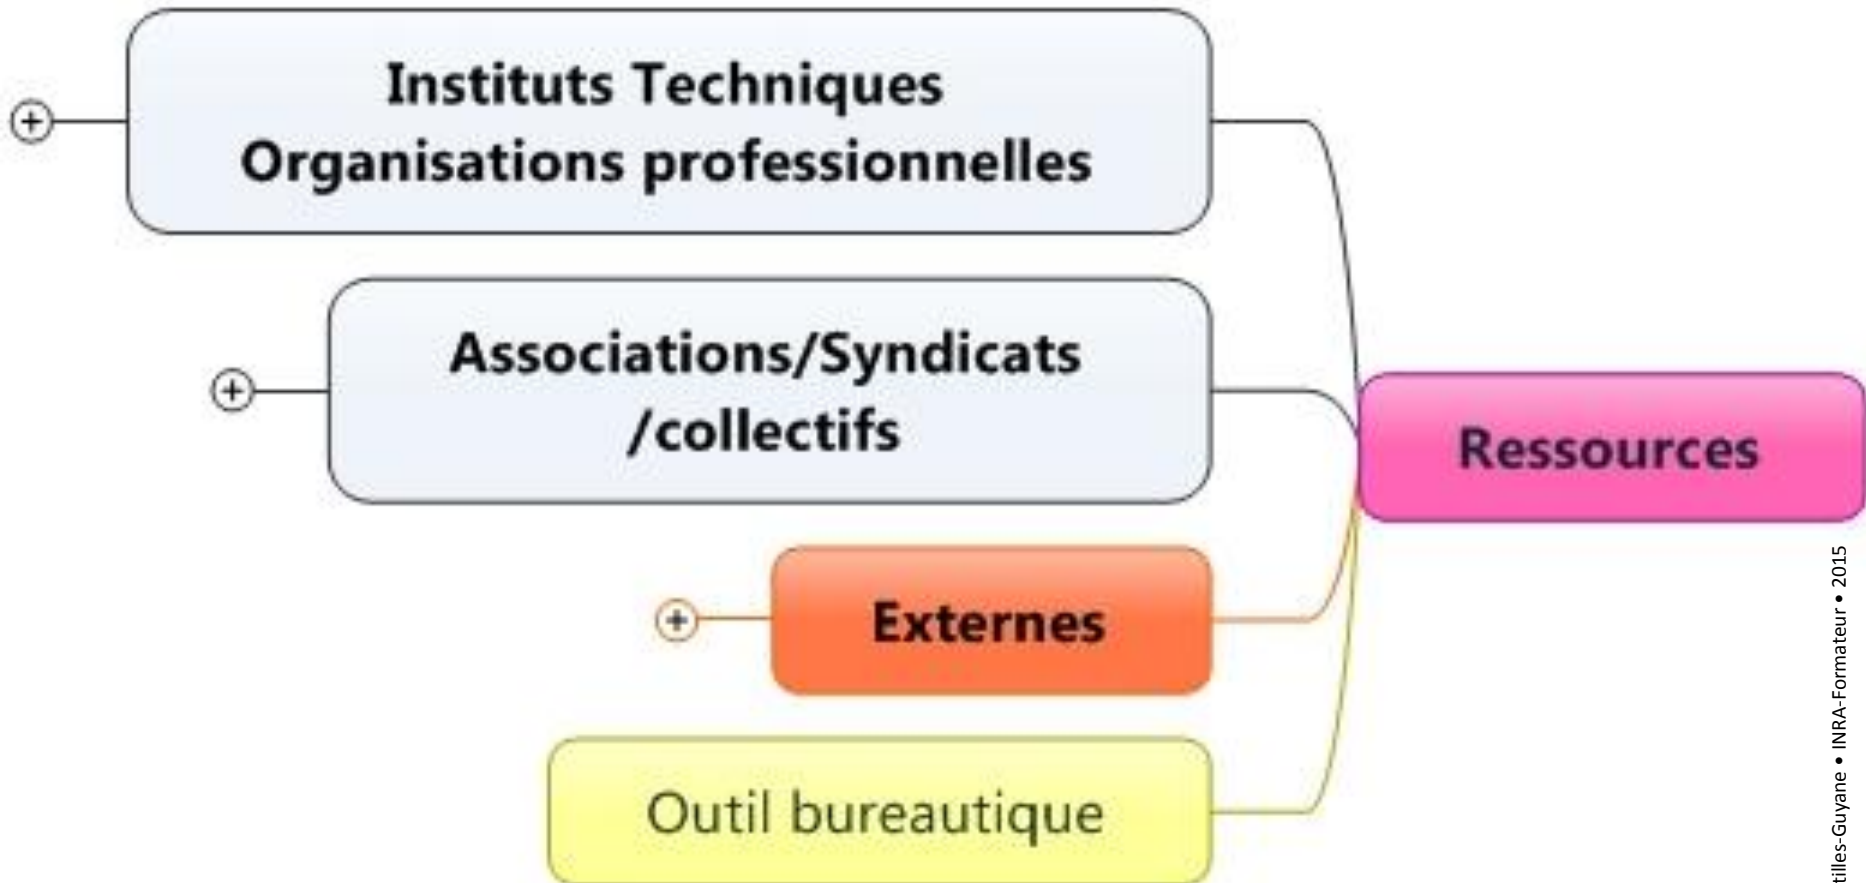 Instituts Techniques
Organisations professionnelles
Associations/Syndicats
/collectifs
Ressources
Externes
Outil bureautique
tilles-Guyane • INRA-Formateur • 2015